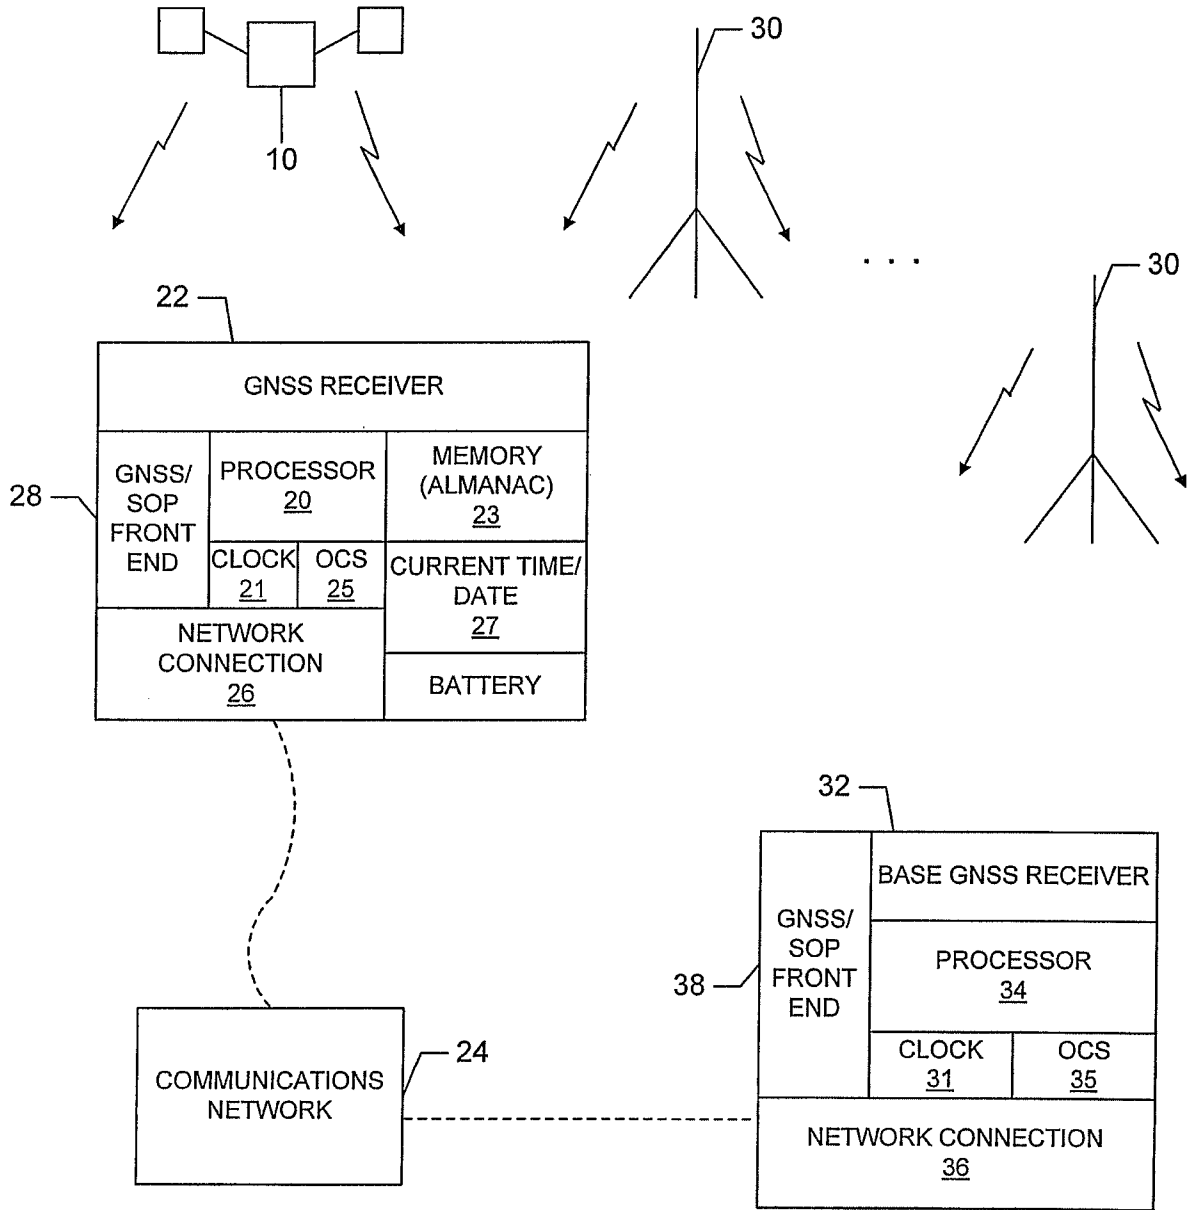 30
10
. . .
30
22
GNSS RECEIVER
28
GNSS/
SOP
FRONT
END
PROCESSOR
20
MEMORY
(ALMANAC)
23
CLOCK
21
OCS
25
CURRENT TIME/
DATE
27
NETWORK
CONNECTION
26
BATTERY
32
BASE GNSS RECEIVER
GNSS/
SOP
FRONT
END
38
PROCESSOR
34
CLOCK
31
OCS
35
NETWORK CONNECTION
36
24
COMMUNICATIONS
NETWORK